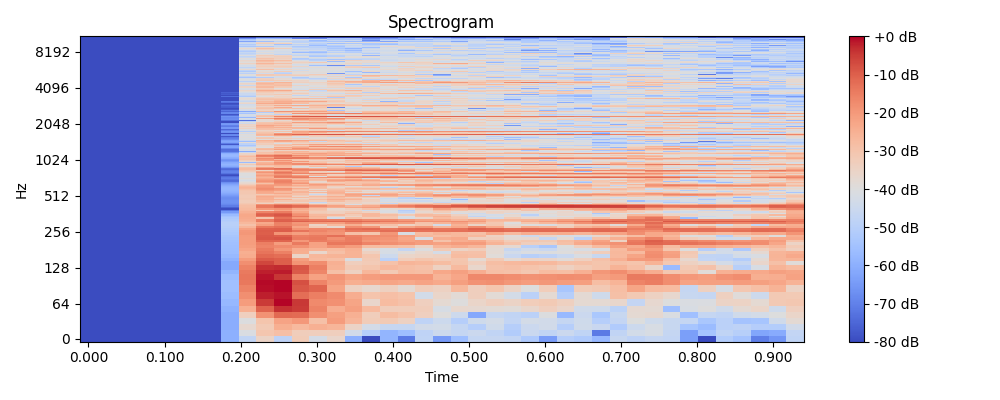 Spectrogram
Hz
8192
4096
2048
1024
512
256
128
64
0
0.000 0.100 0.200 0.300 0.400 0.500 0.600 0.700 0.800 0.900
Time
+0 dB
-10 dB
-20 dB
-30 dB
-40 dB
-50 dB
-60 dB
-70 dB
-80 dB